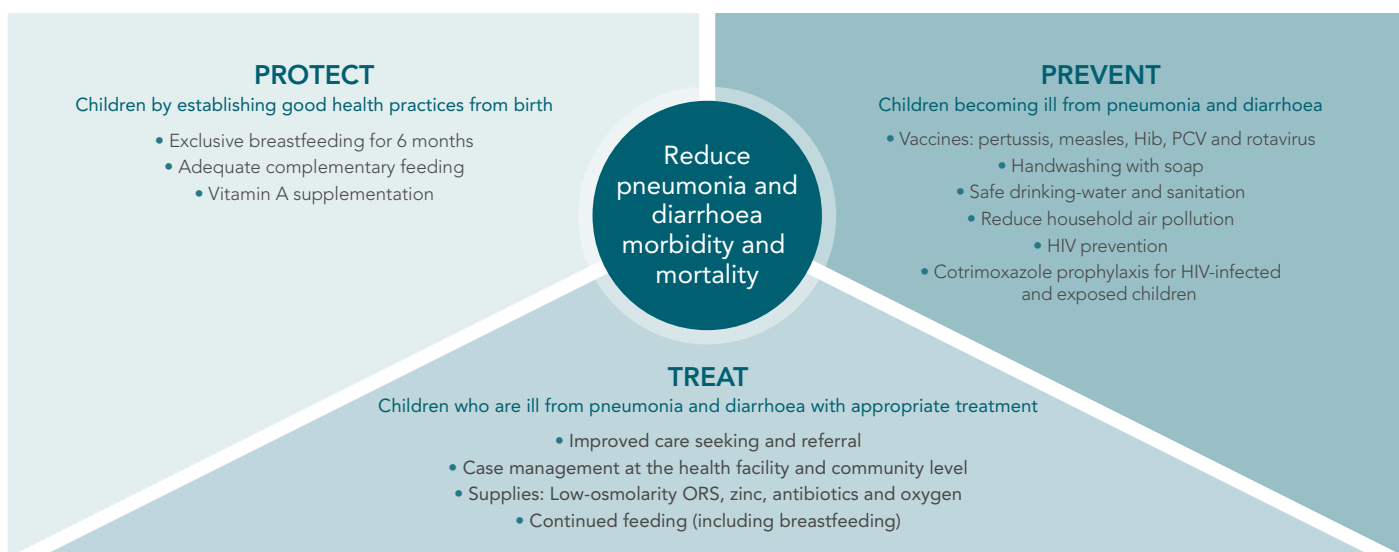 PROTECT
Children by establishing good health practices from birth
• Exclusive breastfeeding for 6 months
• Adequate complementary feeding
• Vitamin A supplementation
PREVENT
Children becoming ill from pneumonia and diarrhoea
• Vaccines: pertussis, measles, Hib, PCV and rotavirus
• Handwashing with soap
• Safe drinking-water and sanitation
• Reduce household air pollution
• HIV prevention
• Cotrimoxazole prophylaxis for HIV-infected
and exposed children
Reduce
pneumonia and
diarrhoea
morbidity and
mortality
TREAT
Children who are ill from pneumonia and diarrhoea with appropriate treatment
• Improved care seeking and referral
• Case management at the health facility and community level
• Supplies: Low-osmolarity ORS, zinc, antibiotics and oxygen
• Continued feeding (including breastfeeding)